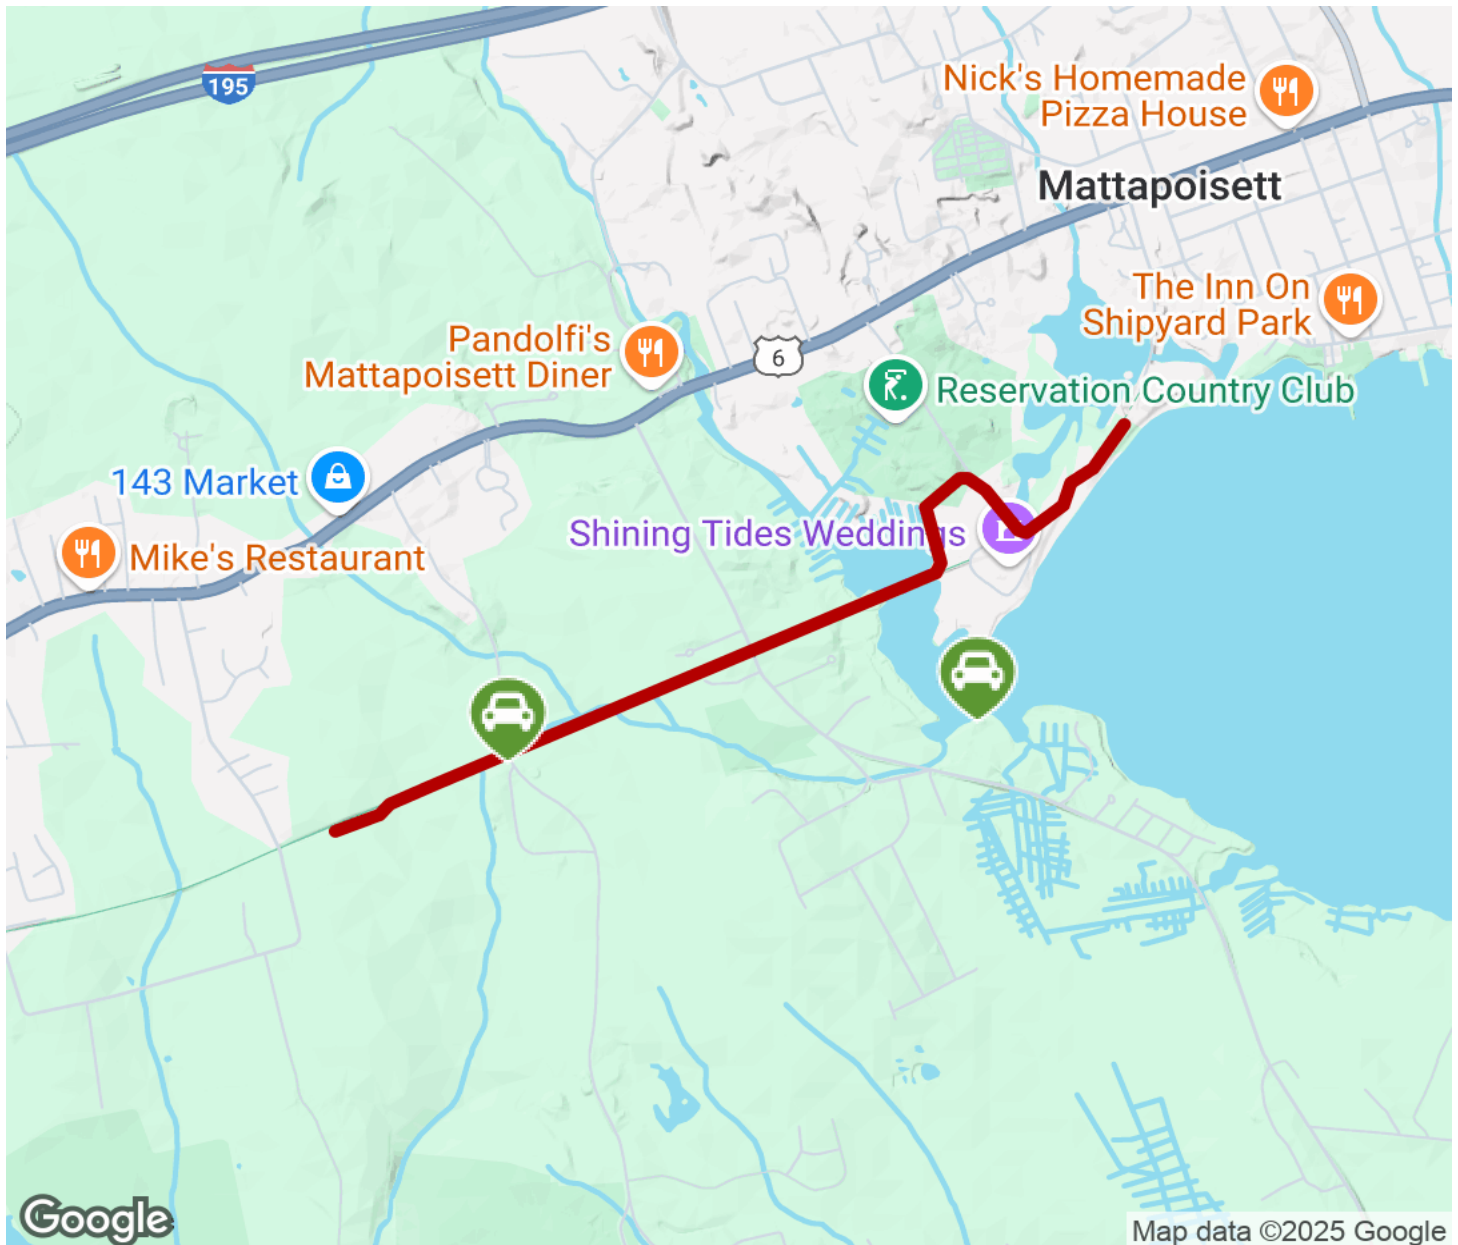 195
Nick's Homemade
Pizza House
Mattapoisett
The Inn On
Shipyard Park
Pandolfi's
Mattapoisett Diner
6
Reservation Country Club
143 Market
Shining Tides Weddings
Mike's Restaurant
Google
Map data ©2025 Google